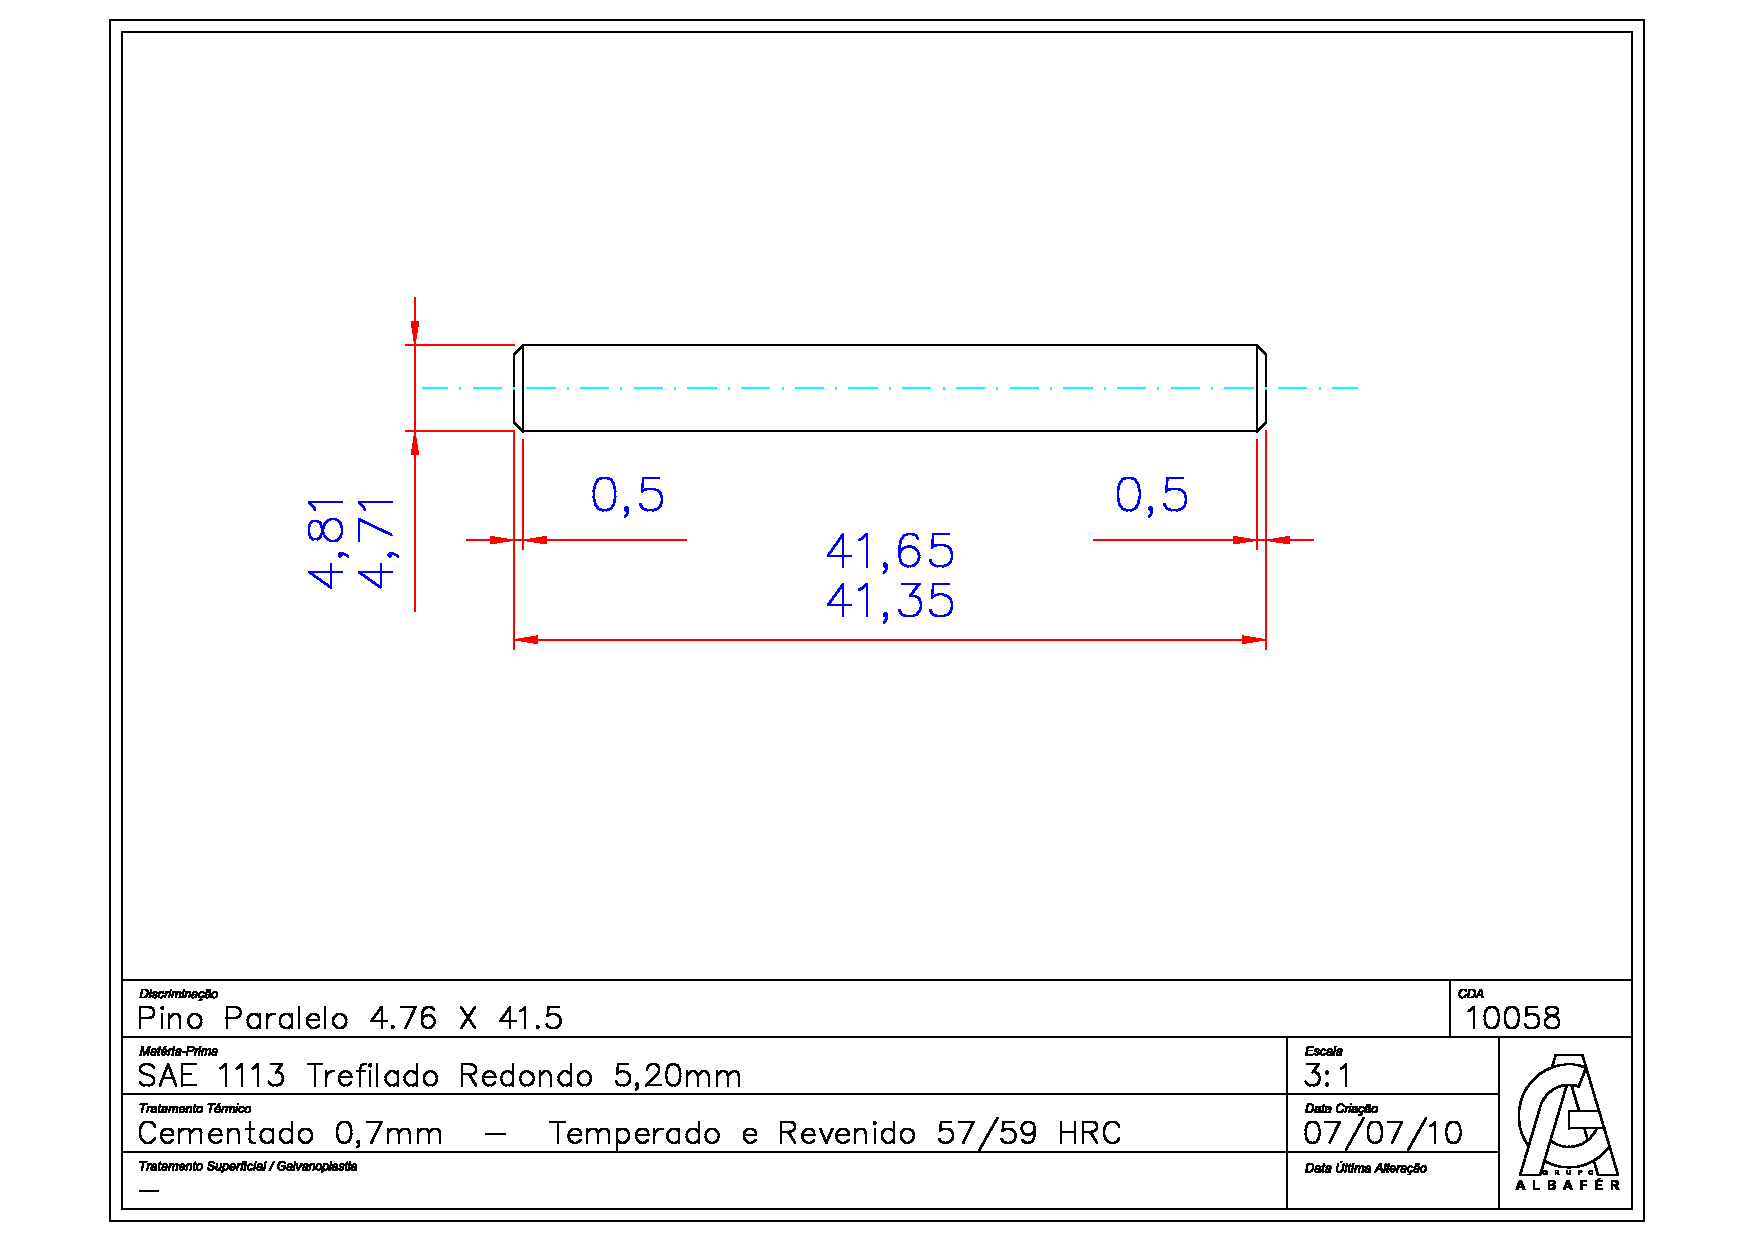 0,5
0,5
4,81
4,71
41,65
41,35
Discriminação
Pino Paralelo 4.76 X 41.5
CDA
10058
Matéria-Prima
SAE 1113 Trefilado Redondo 5,20mm
Escala
3:1
Tratamento Térmico
Cementado 0,7mm – Temperado e Revenido 57/59 HRC
Data Criação
07/07/10
Tratamento Superficial / Galvanoplastia
–
Data Última Alteração
GRUPO
ALBAFÉR